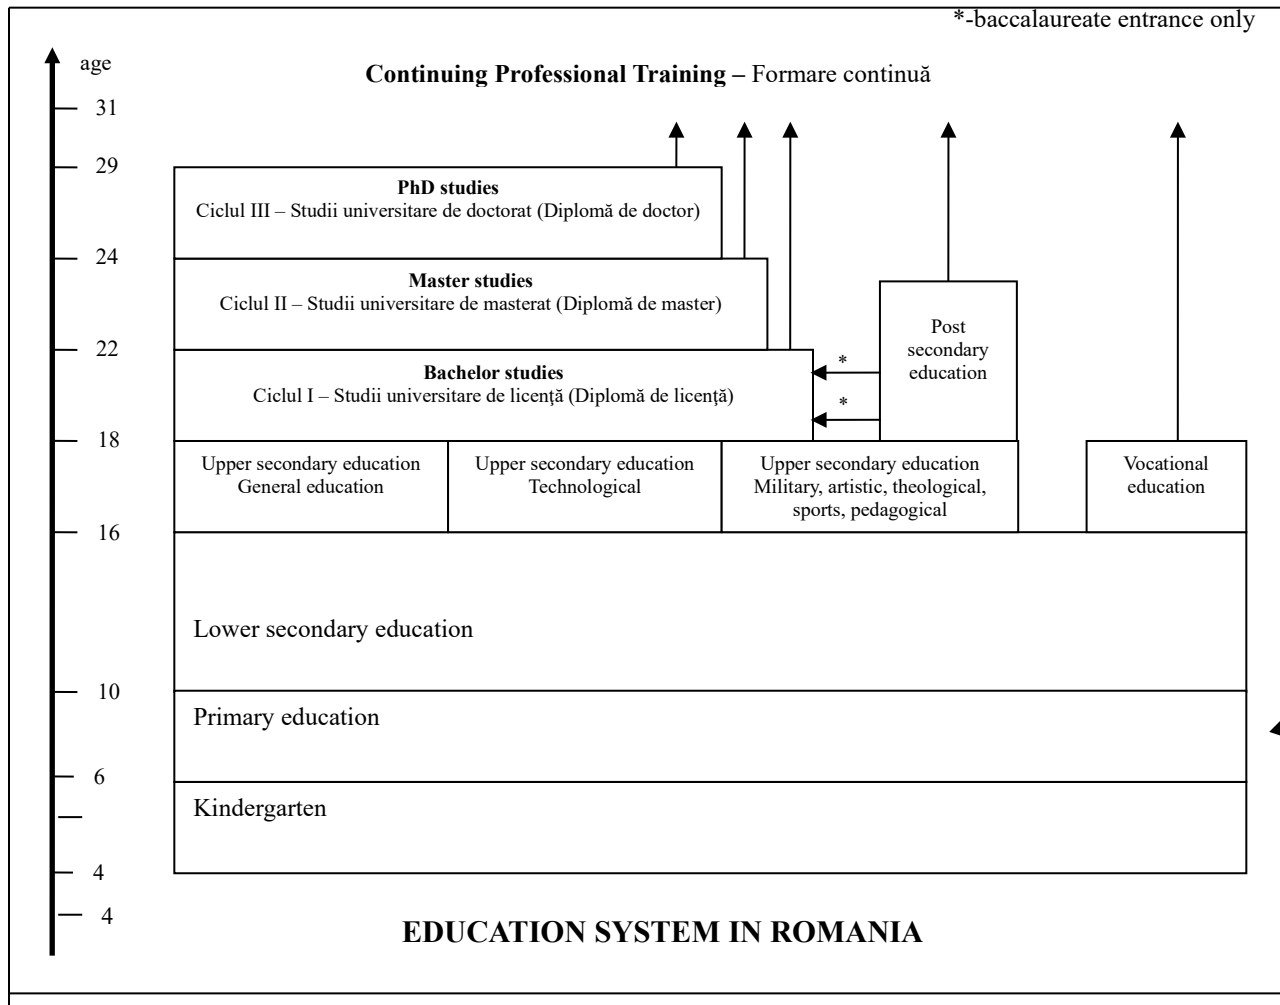 *-baccalaureate entrance only
age
Continuing Professional Training – Formare continuă
31
29
PhD studies
Ciclul III – Studii universitare de doctorat (Diplomă de doctor)
24
Master studies
Ciclul II – Studii universitare de masterat (Diplomă de master)
Post
secondary
education
22
Bachelor studies
Ciclul I – Studii universitare de licenţă (Diplomă de licenţă)
*
*
18
Upper secondary education
General education
Upper secondary education
Technological
Upper secondary education
Military, artistic, theological,
sports, pedagogical
Vocational
education
16
Lower secondary education
10
Primary education
6
Kindergarten
4
4
EDUCATION SYSTEM IN ROMANIA